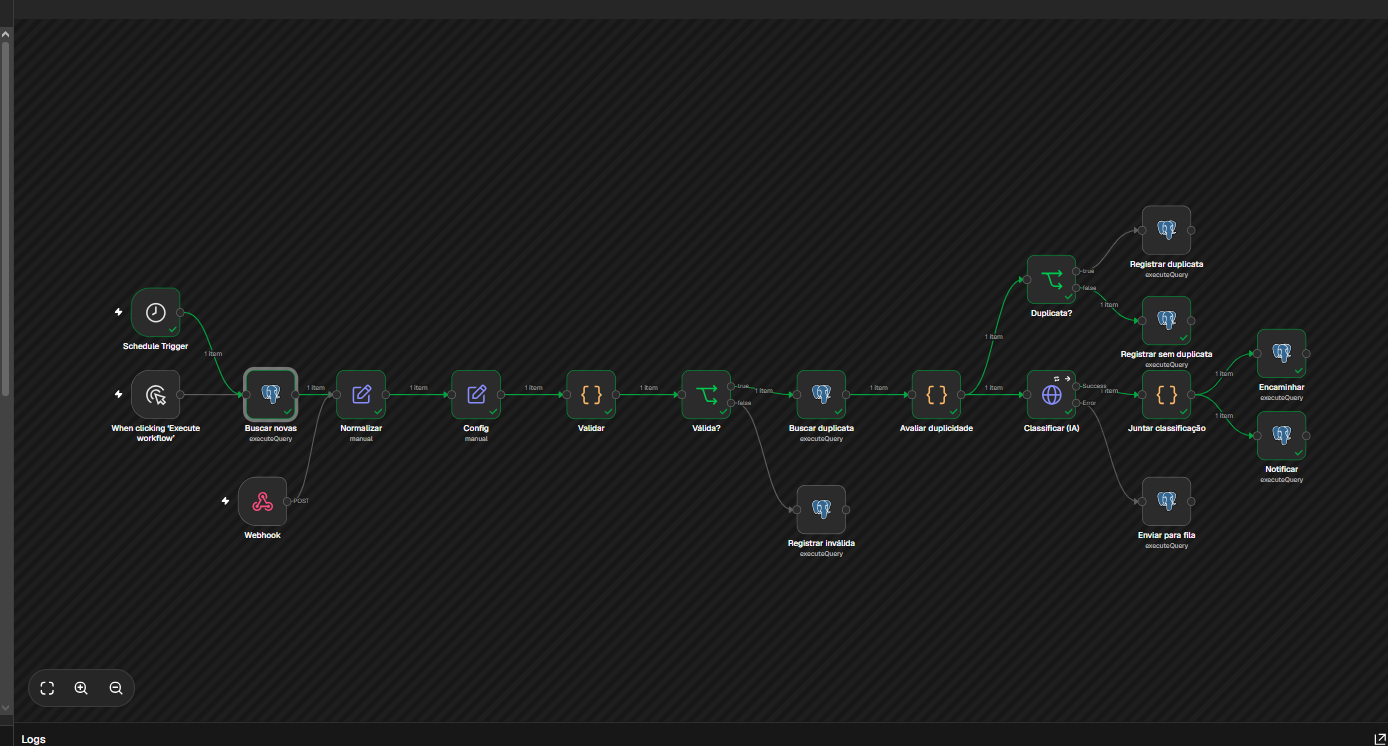 Registrar duplicata
executeQuery
true
false
Duplicata?
1 item
Schedule Trigger
1 item
1 item
Registrar sem duplicata
executeQuery
Encaminhar
executeQuery
When clicking 'Execute
workflow'
Buscar novas
executeQuery
1 item
Normalizar
manual
1 item
Config
manual
1 item
Validar
1 item
true
false
Válida?
1 item
Buscar duplicata
executeQuery
1 item
Avaliar duplicidade
1 item
Success
Error
Classificar (IA)
1 item
Juntar classificação
1 item
1 item
Notificar
executeQuery
POST
Webhook
Registrar inválida
executeQuery
Enviar para fila
executeQuery
Logs